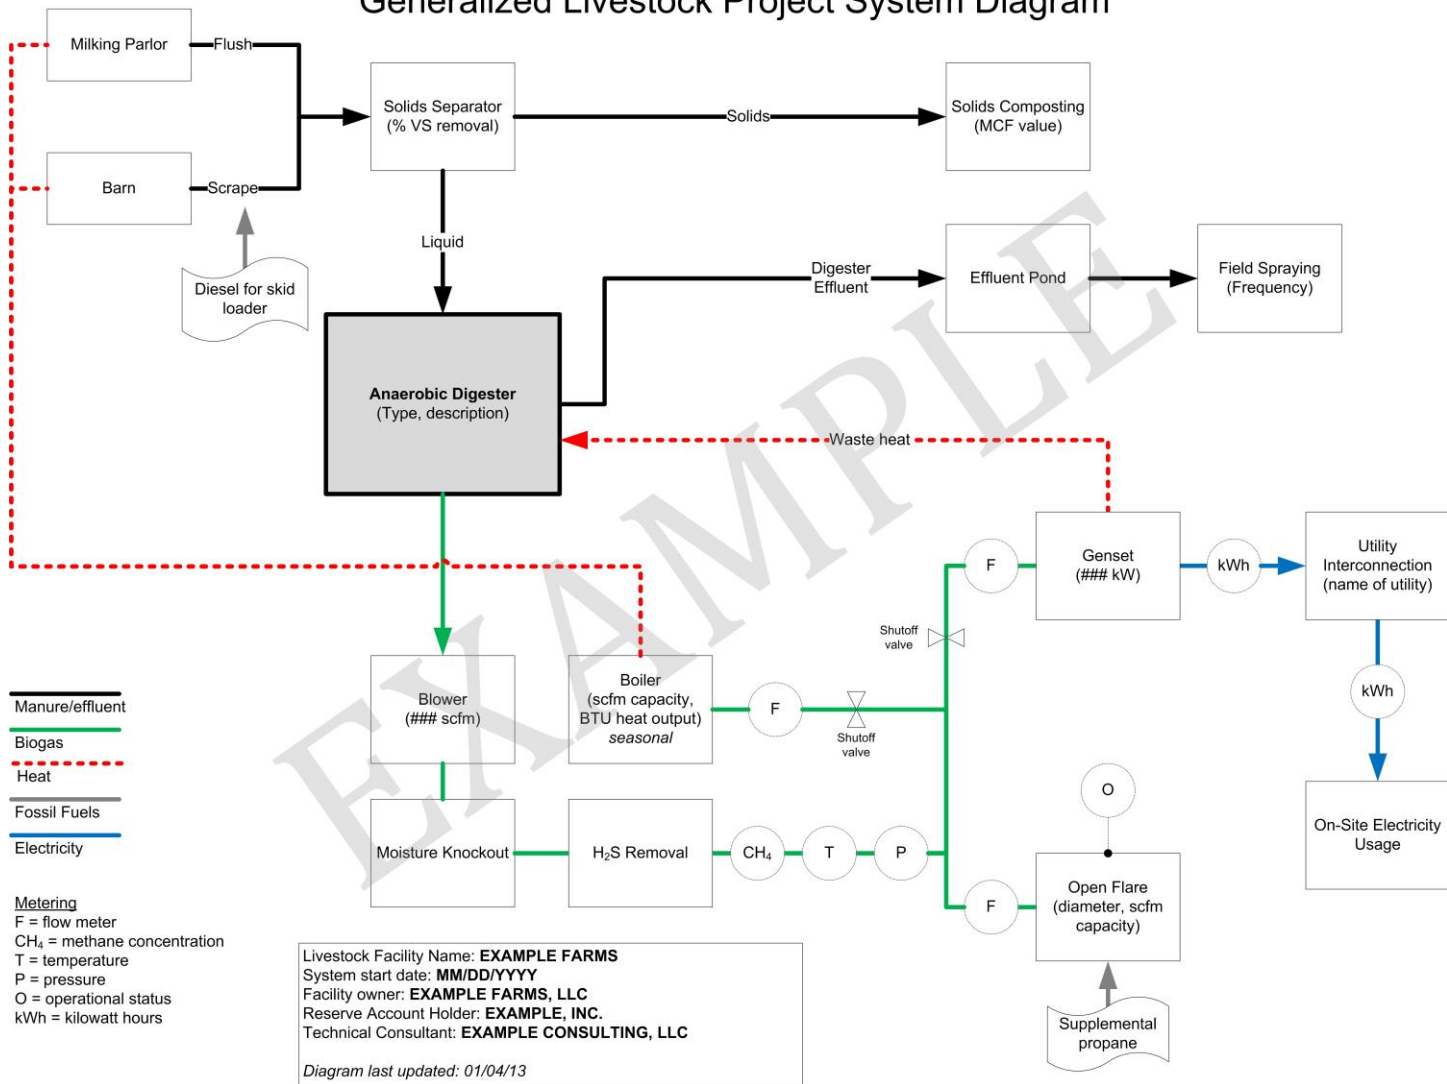 Generalized Livestock Project System Diagram
Milking Parlor
Flush
Solids Separator
(% VS removal)
Solids
Solids Composting
(MCF value)
Barn
Scrape
Liquid
Diesel for skid
loader
Digester
Effluent
Effluent Pond
Field Spraying
(Frequency)
Anaerobic Digester
(Type, description)
Waste heat
EXAMPLE
F
Genset
(### kW)
kWh
Utility
Interconnection
(name of utility)
Shutoff
valve
kWh
Blower
(### scfm)
Boiler
(scfm capacity,
BTU heat output)
seasonal
F
Shutoff
valve
O
On-Site Electricity
Usage
Moisture Knockout
H₂S Removal
CH₄
T
P
F
Open Flare
(diameter, scfm
capacity)
Supplemental
propane
Manure/effluent
Biogas
Heat
Fossil Fuels
Electricity
Metering
F = flow meter
CH₄ = methane concentration
T = temperature
P = pressure
O = operational status
kWh = kilowatt hours
Livestock Facility Name: EXAMPLE FARMS
System start date: MM/DD/YYYY
Facility owner: EXAMPLE FARMS, LLC
Reserve Account Holder: EXAMPLE, INC.
Technical Consultant: EXAMPLE CONSULTING, LLC
Diagram last updated: 01/04/13